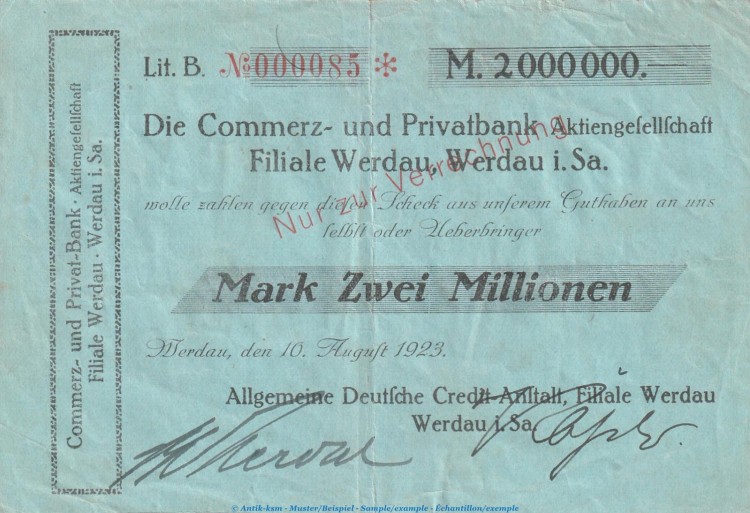 Commerz- und Privat-Bank · Aktiengeſellſchaft
Filiale Werdau · Werdau i. Sa.
Lit. B. № 000085 * M. 2000000.—
Die Commerz- und Privatbank Aktiengeſellſchaft
Filiale Werdau, Werdau i. Sa.
Nur zur Verrechnung
wolle zahlen gegen dieſen Scheck aus unſerem Guthaben an uns
ſelbſt oder Ueberbringer
Mark Zwei Millionen
Werdau, den 10. Auguſt 1923.
Allgemeine Deutſche Credit-Anſtalt, Filiale Werdau
Werdau i. Sa.
© Antik-ksm - Muster/Beispiel - Sample/example - Échantillon/exemple